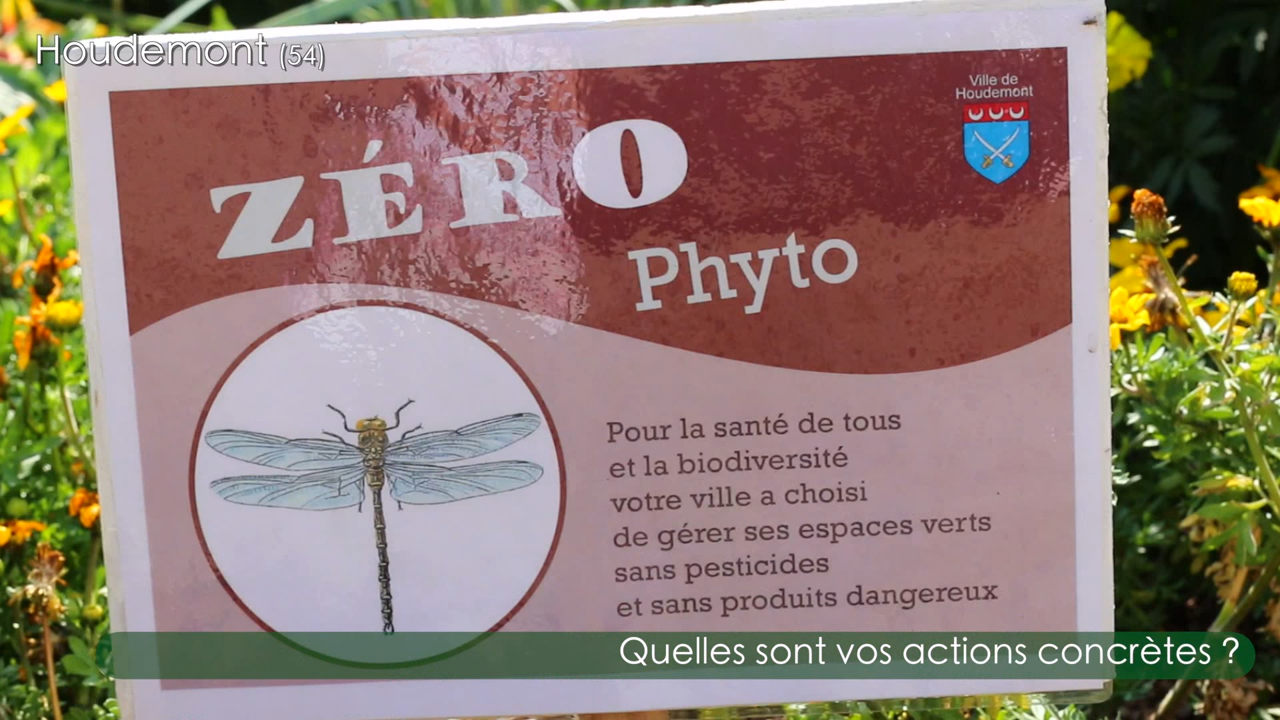 Houdemont (54)
Ville de
Houdemont
ZÉRO
Phyto
Pour la santé de tous
et la biodiversité
votre ville a choisi
de gérer ses espaces verts
sans pesticides
et sans produits dangereux
Quelles sont vos actions concrètes ?